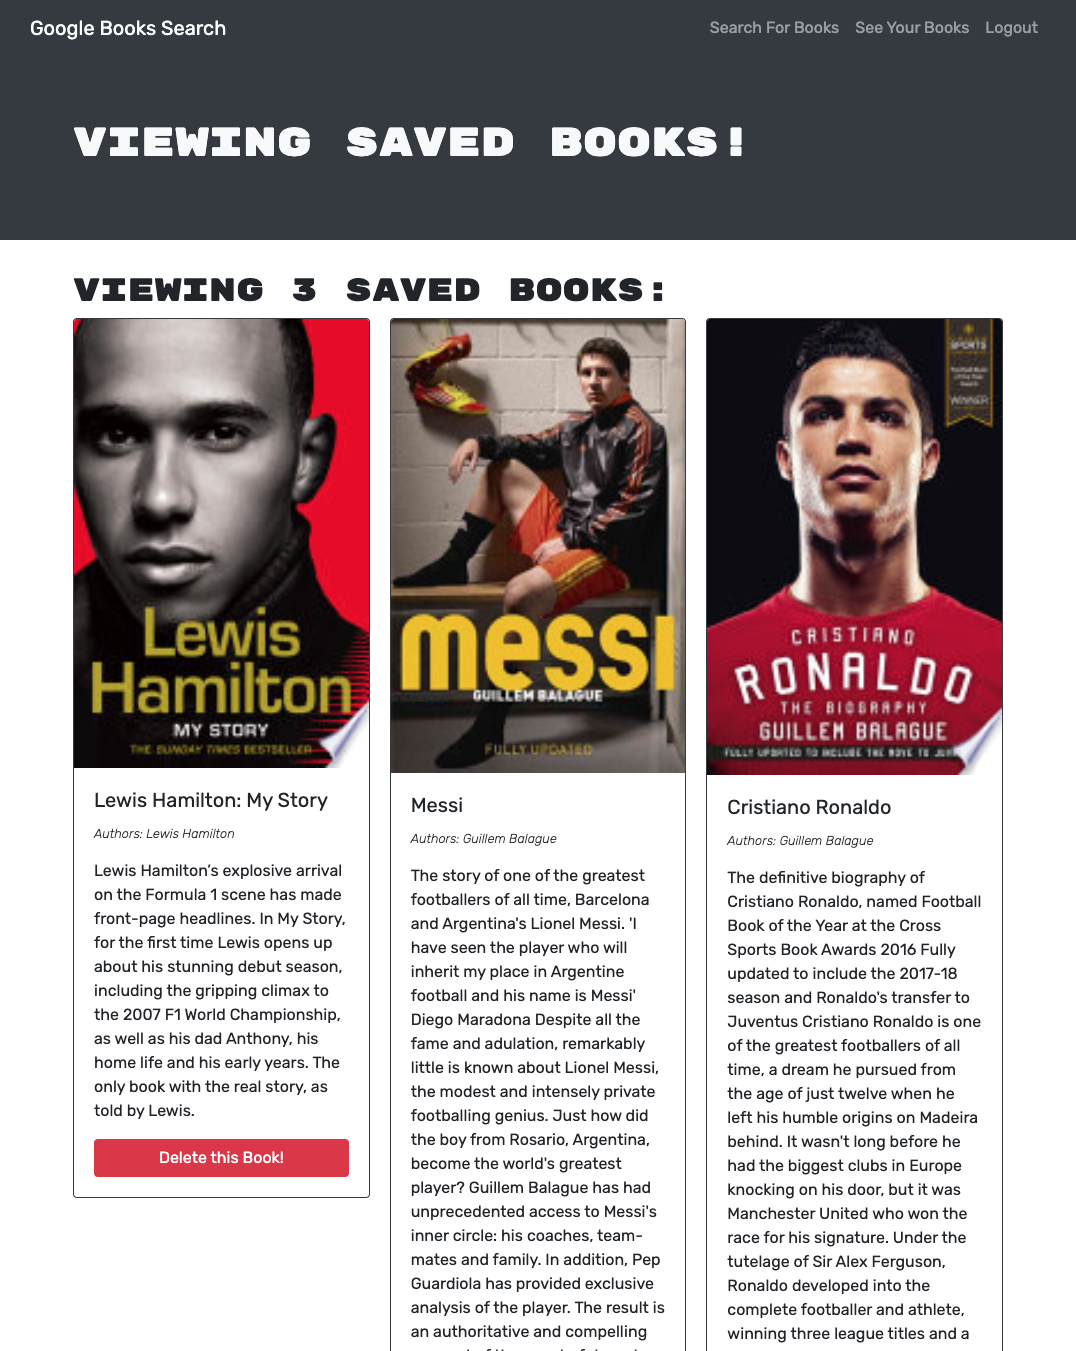 Google Books Search
Search For Books See Your Books Logout
VIEWING SAVED BOOKS!
VIEWING 3 SAVED BOOKS:
Lewis
Hamilton
MY STORY
THE SUNDAY TIMES BESTSELLER
Lewis Hamilton: My Story
Authors: Lewis Hamilton
Lewis Hamilton’s explosive arrival
on the Formula 1 scene has made
front-page headlines. In My Story,
for the first time Lewis opens up
about his stunning debut season,
including the gripping climax to
the 2007 F1 World Championship,
as well as his dad Anthony, his
home life and his early years. The
only book with the real story, as
told by Lewis.
Delete this Book!
messi
GUILLEM BALAGUE
FULLY UPDATED
Messi
Authors: Guillem Balague
The story of one of the greatest
footballers of all time, Barcelona
and Argentina's Lionel Messi. 'I
have seen the player who will
inherit my place in Argentine
football and his name is Messi'
Diego Maradona Despite all the
fame and adulation, remarkably
little is known about Lionel Messi,
the modest and intensely private
footballing genius. Just how did
the boy from Rosario, Argentina,
become the world's greatest
player? Guillem Balague has had
unprecedented access to Messi's
inner circle: his coaches, team-
mates and family. In addition, Pep
Guardiola has provided exclusive
analysis of the player. The result is
an authoritative and compelling
SPORTS
WINNER
CRISTIANO
RONALDO
THE BIOGRAPHY
GUILLEM BALAGUE
FULLY UPDATED TO INCLUDE THE MOVE TO
Cristiano Ronaldo
Authors: Guillem Balague
The definitive biography of
Cristiano Ronaldo, named Football
Book of the Year at the Cross
Sports Book Awards 2016 Fully
updated to include the 2017-18
season and Ronaldo's transfer to
Juventus Cristiano Ronaldo is one
of the greatest footballers of all
time, a dream he pursued from
the age of just twelve when he
left his humble origins on Madeira
behind. It wasn't long before he
had the biggest clubs in Europe
knocking on his door, but it was
Manchester United who won the
race for his signature. Under the
tutelage of Sir Alex Ferguson,
Ronaldo developed into the
complete footballer and athlete,
winning three league titles and a